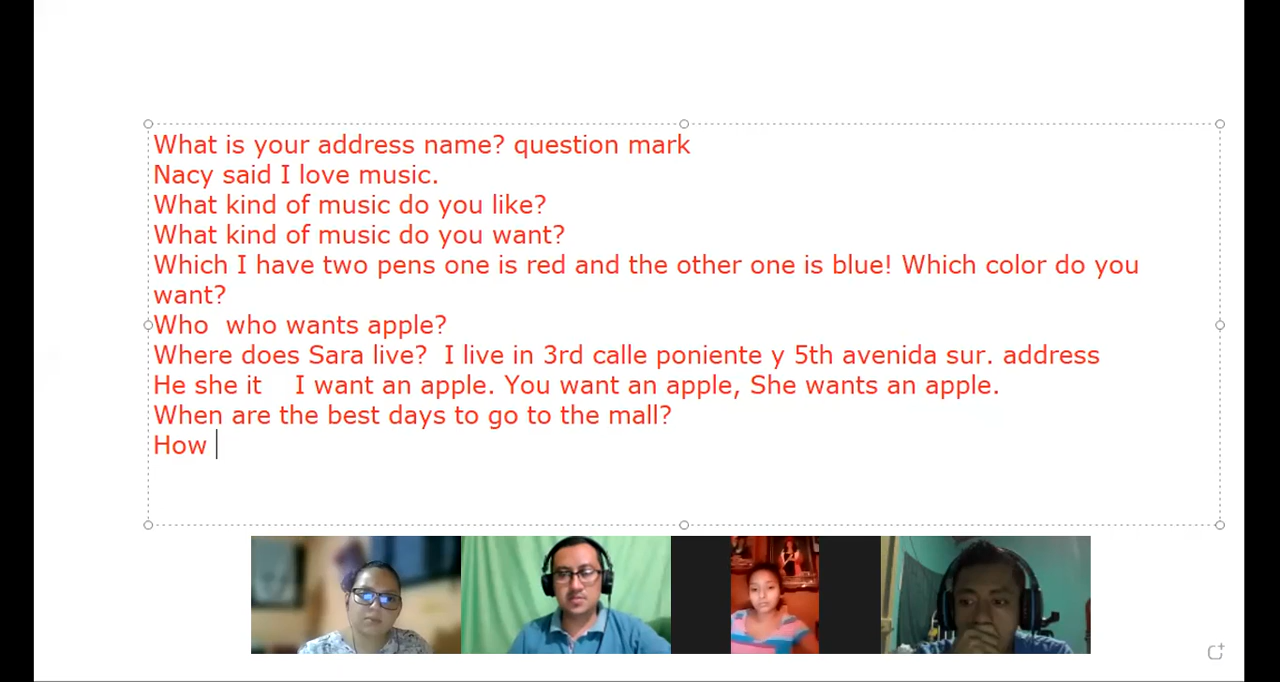 What is your address name? question mark
Nacy said I love music.
What kind of music do you like?
What kind of music do you want?
Which I have two pens one is red and the other one is blue! Which color do you
want?
Who  who wants apple?
Where does Sara live?  I live in 3rd calle poniente y 5th avenida sur. address
He she it    I want an apple. You want an apple, She wants an apple.
When are the best days to go to the mall?
How